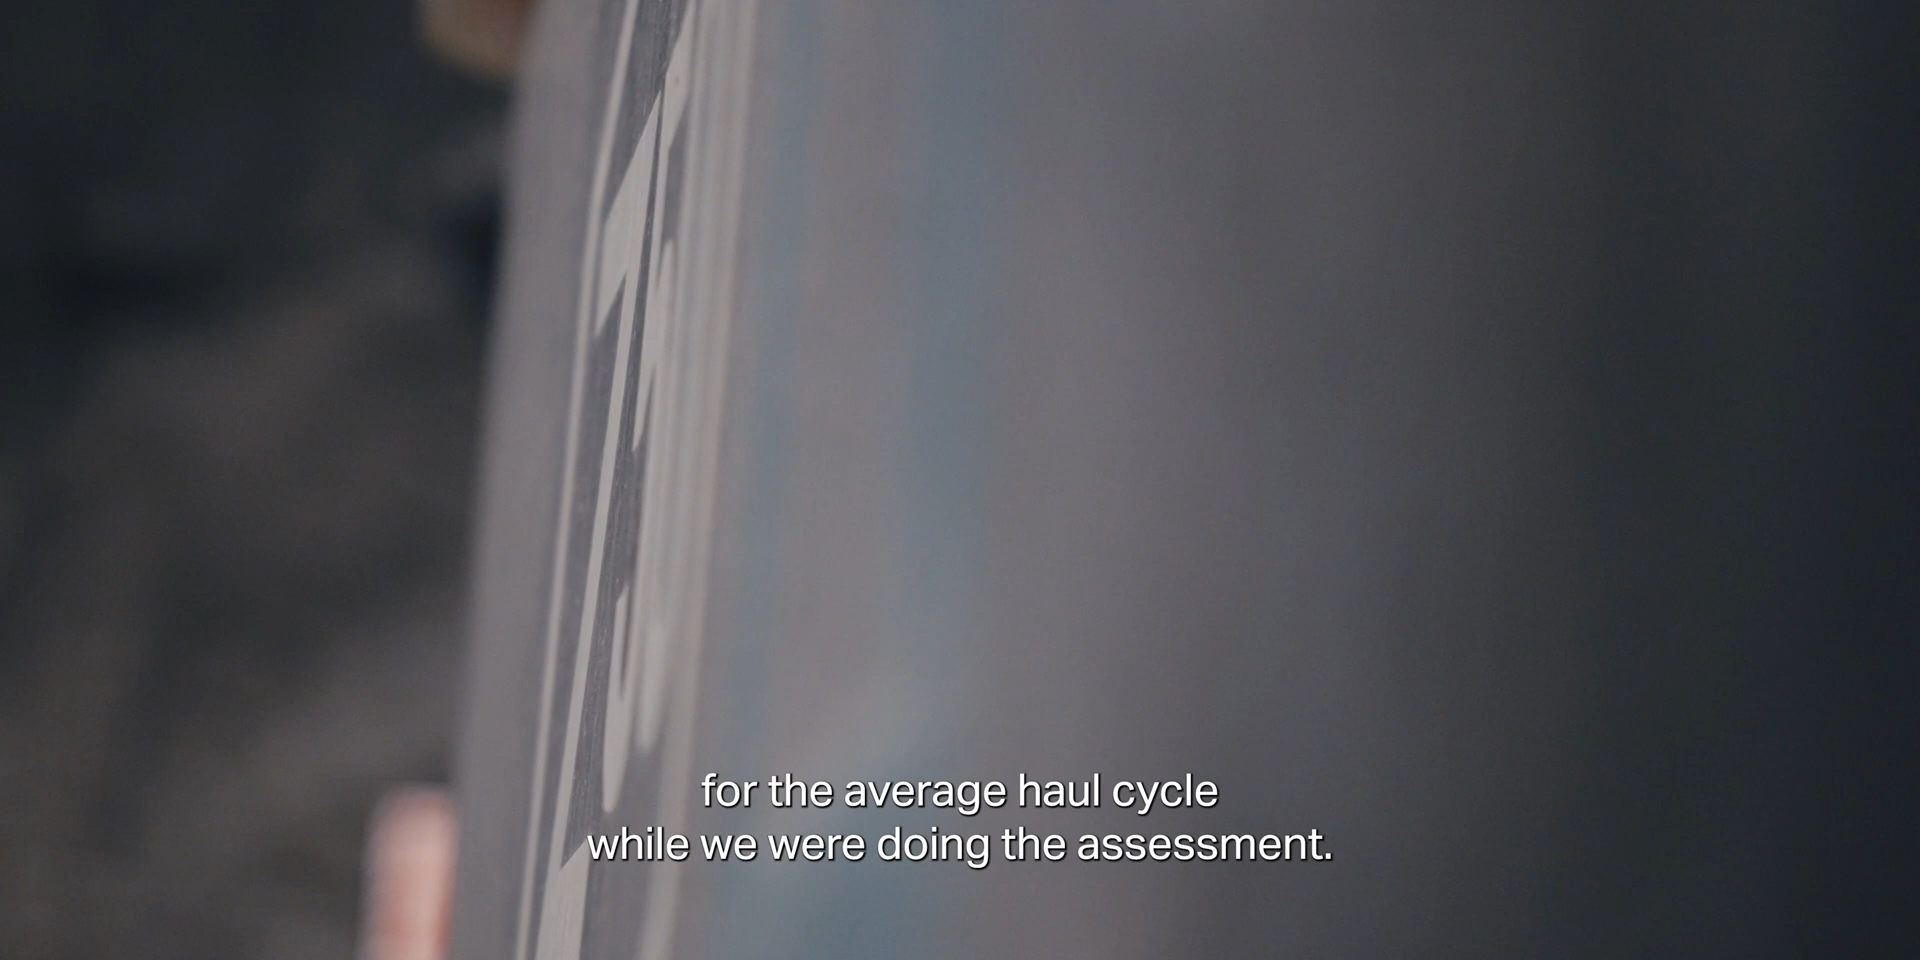 for the average haul cycle
while we were doing the assessment.